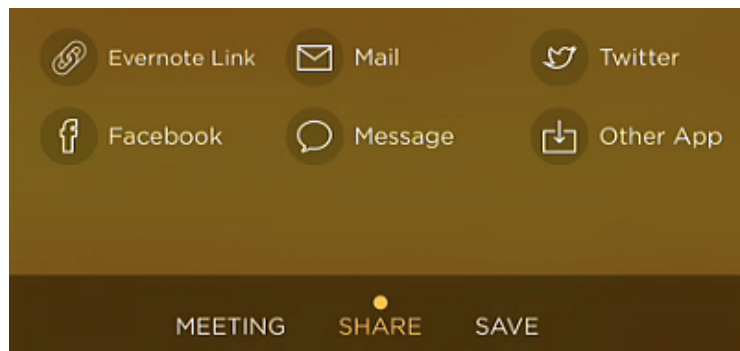 Evernote Link Mail Twitter
Facebook Message Other App
MEETING SHARE SAVE